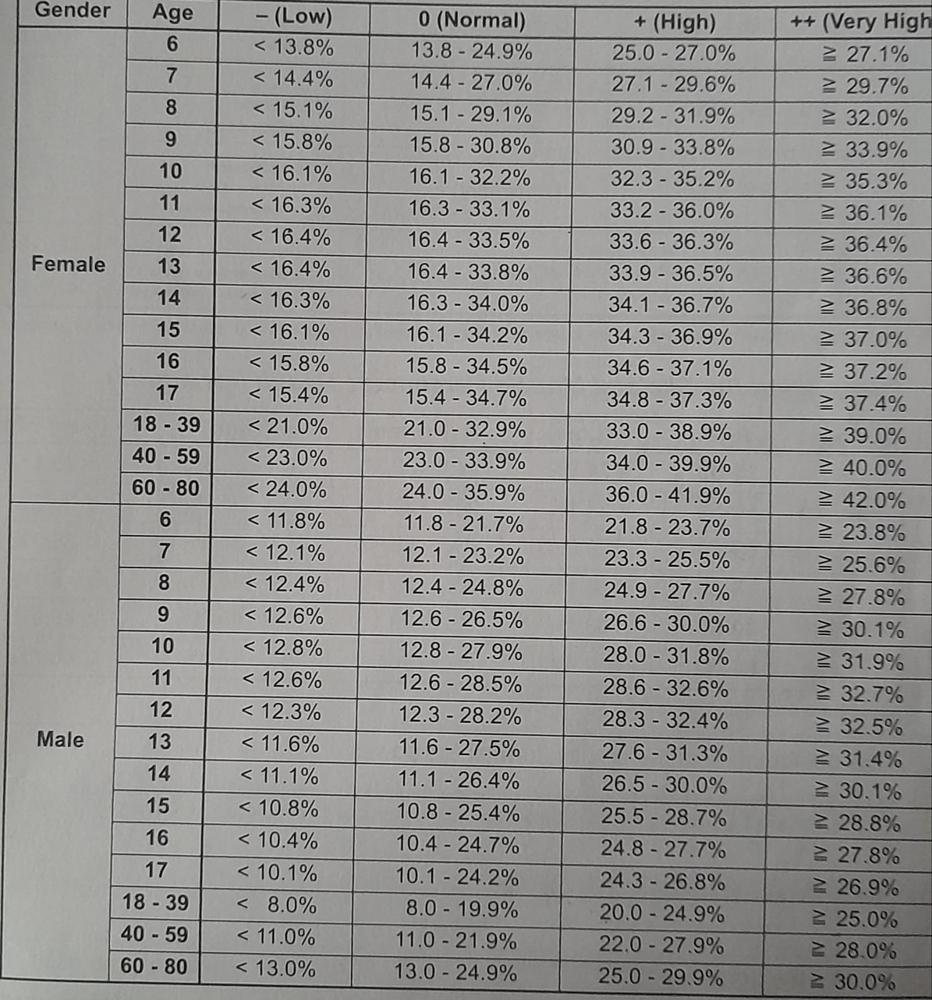 Gender Age – (Low) 0 (Normal) + (High) ++ (Very High
6 < 13.8% 13.8 - 24.9% 25.0 - 27.0% ≧ 27.1%
7 < 14.4% 14.4 - 27.0% 27.1 - 29.6% ≧ 29.7%
8 < 15.1% 15.1 - 29.1% 29.2 - 31.9% ≧ 32.0%
9 < 15.8% 15.8 - 30.8% 30.9 - 33.8% ≧ 33.9%
10 < 16.1% 16.1 - 32.2% 32.3 - 35.2% ≧ 35.3%
11 < 16.3% 16.3 - 33.1% 33.2 - 36.0% ≧ 36.1%
12 < 16.4% 16.4 - 33.5% 33.6 - 36.3% ≧ 36.4%
Female 13 < 16.4% 16.4 - 33.8% 33.9 - 36.5% ≧ 36.6%
14 < 16.3% 16.3 - 34.0% 34.1 - 36.7% ≧ 36.8%
15 < 16.1% 16.1 - 34.2% 34.3 - 36.9% ≧ 37.0%
16 < 15.8% 15.8 - 34.5% 34.6 - 37.1% ≧ 37.2%
17 < 15.4% 15.4 - 34.7% 34.8 - 37.3% ≧ 37.4%
18 - 39 < 21.0% 21.0 - 32.9% 33.0 - 38.9% ≧ 39.0%
40 - 59 < 23.0% 23.0 - 33.9% 34.0 - 39.9% ≧ 40.0%
60 - 80 < 24.0% 24.0 - 35.9% 36.0 - 41.9% ≧ 42.0%
6 < 11.8% 11.8 - 21.7% 21.8 - 23.7% ≧ 23.8%
7 < 12.1% 12.1 - 23.2% 23.3 - 25.5% ≧ 25.6%
8 < 12.4% 12.4 - 24.8% 24.9 - 27.7% ≧ 27.8%
9 < 12.6% 12.6 - 26.5% 26.6 - 30.0% ≧ 30.1%
10 < 12.8% 12.8 - 27.9% 28.0 - 31.8% ≧ 31.9%
11 < 12.6% 12.6 - 28.5% 28.6 - 32.6% ≧ 32.7%
12 < 12.3% 12.3 - 28.2% 28.3 - 32.4% ≧ 32.5%
Male 13 < 11.6% 11.6 - 27.5% 27.6 - 31.3% ≧ 31.4%
14 < 11.1% 11.1 - 26.4% 26.5 - 30.0% ≧ 30.1%
15 < 10.8% 10.8 - 25.4% 25.5 - 28.7% ≧ 28.8%
16 < 10.4% 10.4 - 24.7% 24.8 - 27.7% ≧ 27.8%
17 < 10.1% 10.1 - 24.2% 24.3 - 26.8% ≧ 26.9%
18 - 39 < 8.0% 8.0 - 19.9% 20.0 - 24.9% ≧ 25.0%
40 - 59 < 11.0% 11.0 - 21.9% 22.0 - 27.9% ≧ 28.0%
60 - 80 < 13.0% 13.0 - 24.9% 25.0 - 29.9% ≧ 30.0%